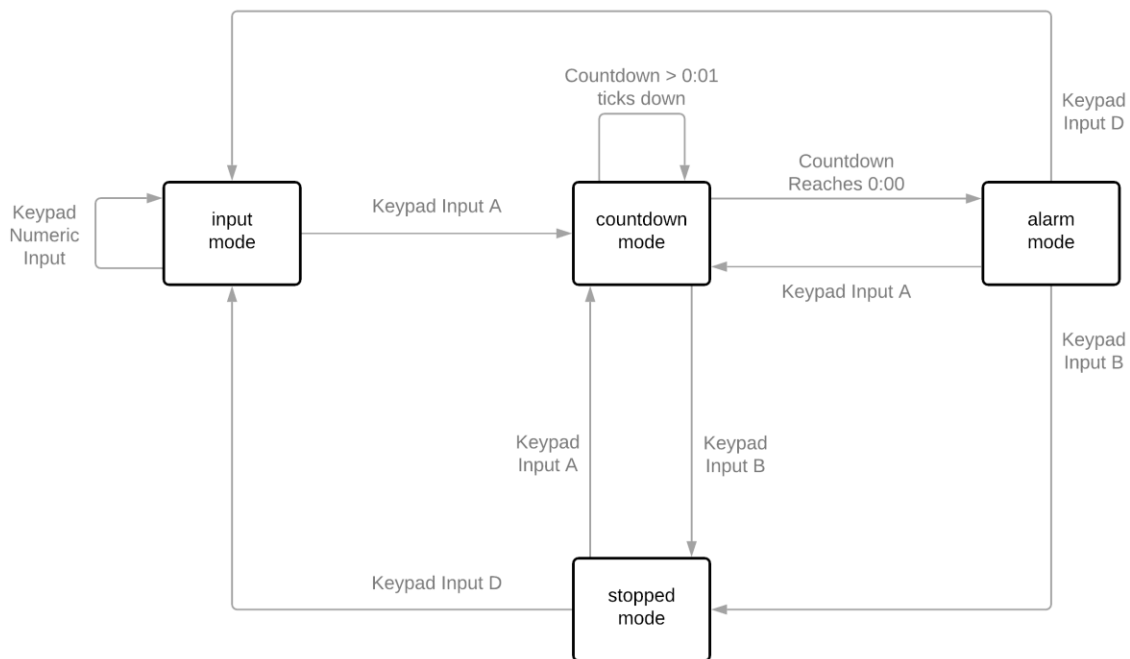 Countdown > 0:01
ticks down
Keypad
Input D
Countdown
Reaches 0:00
Keypad
Numeric
Input
input
mode
Keypad Input A
countdown
mode
alarm
mode
Keypad Input A
Keypad
Input B
Keypad
Input A
Keypad
Input B
Keypad Input D
stopped
mode